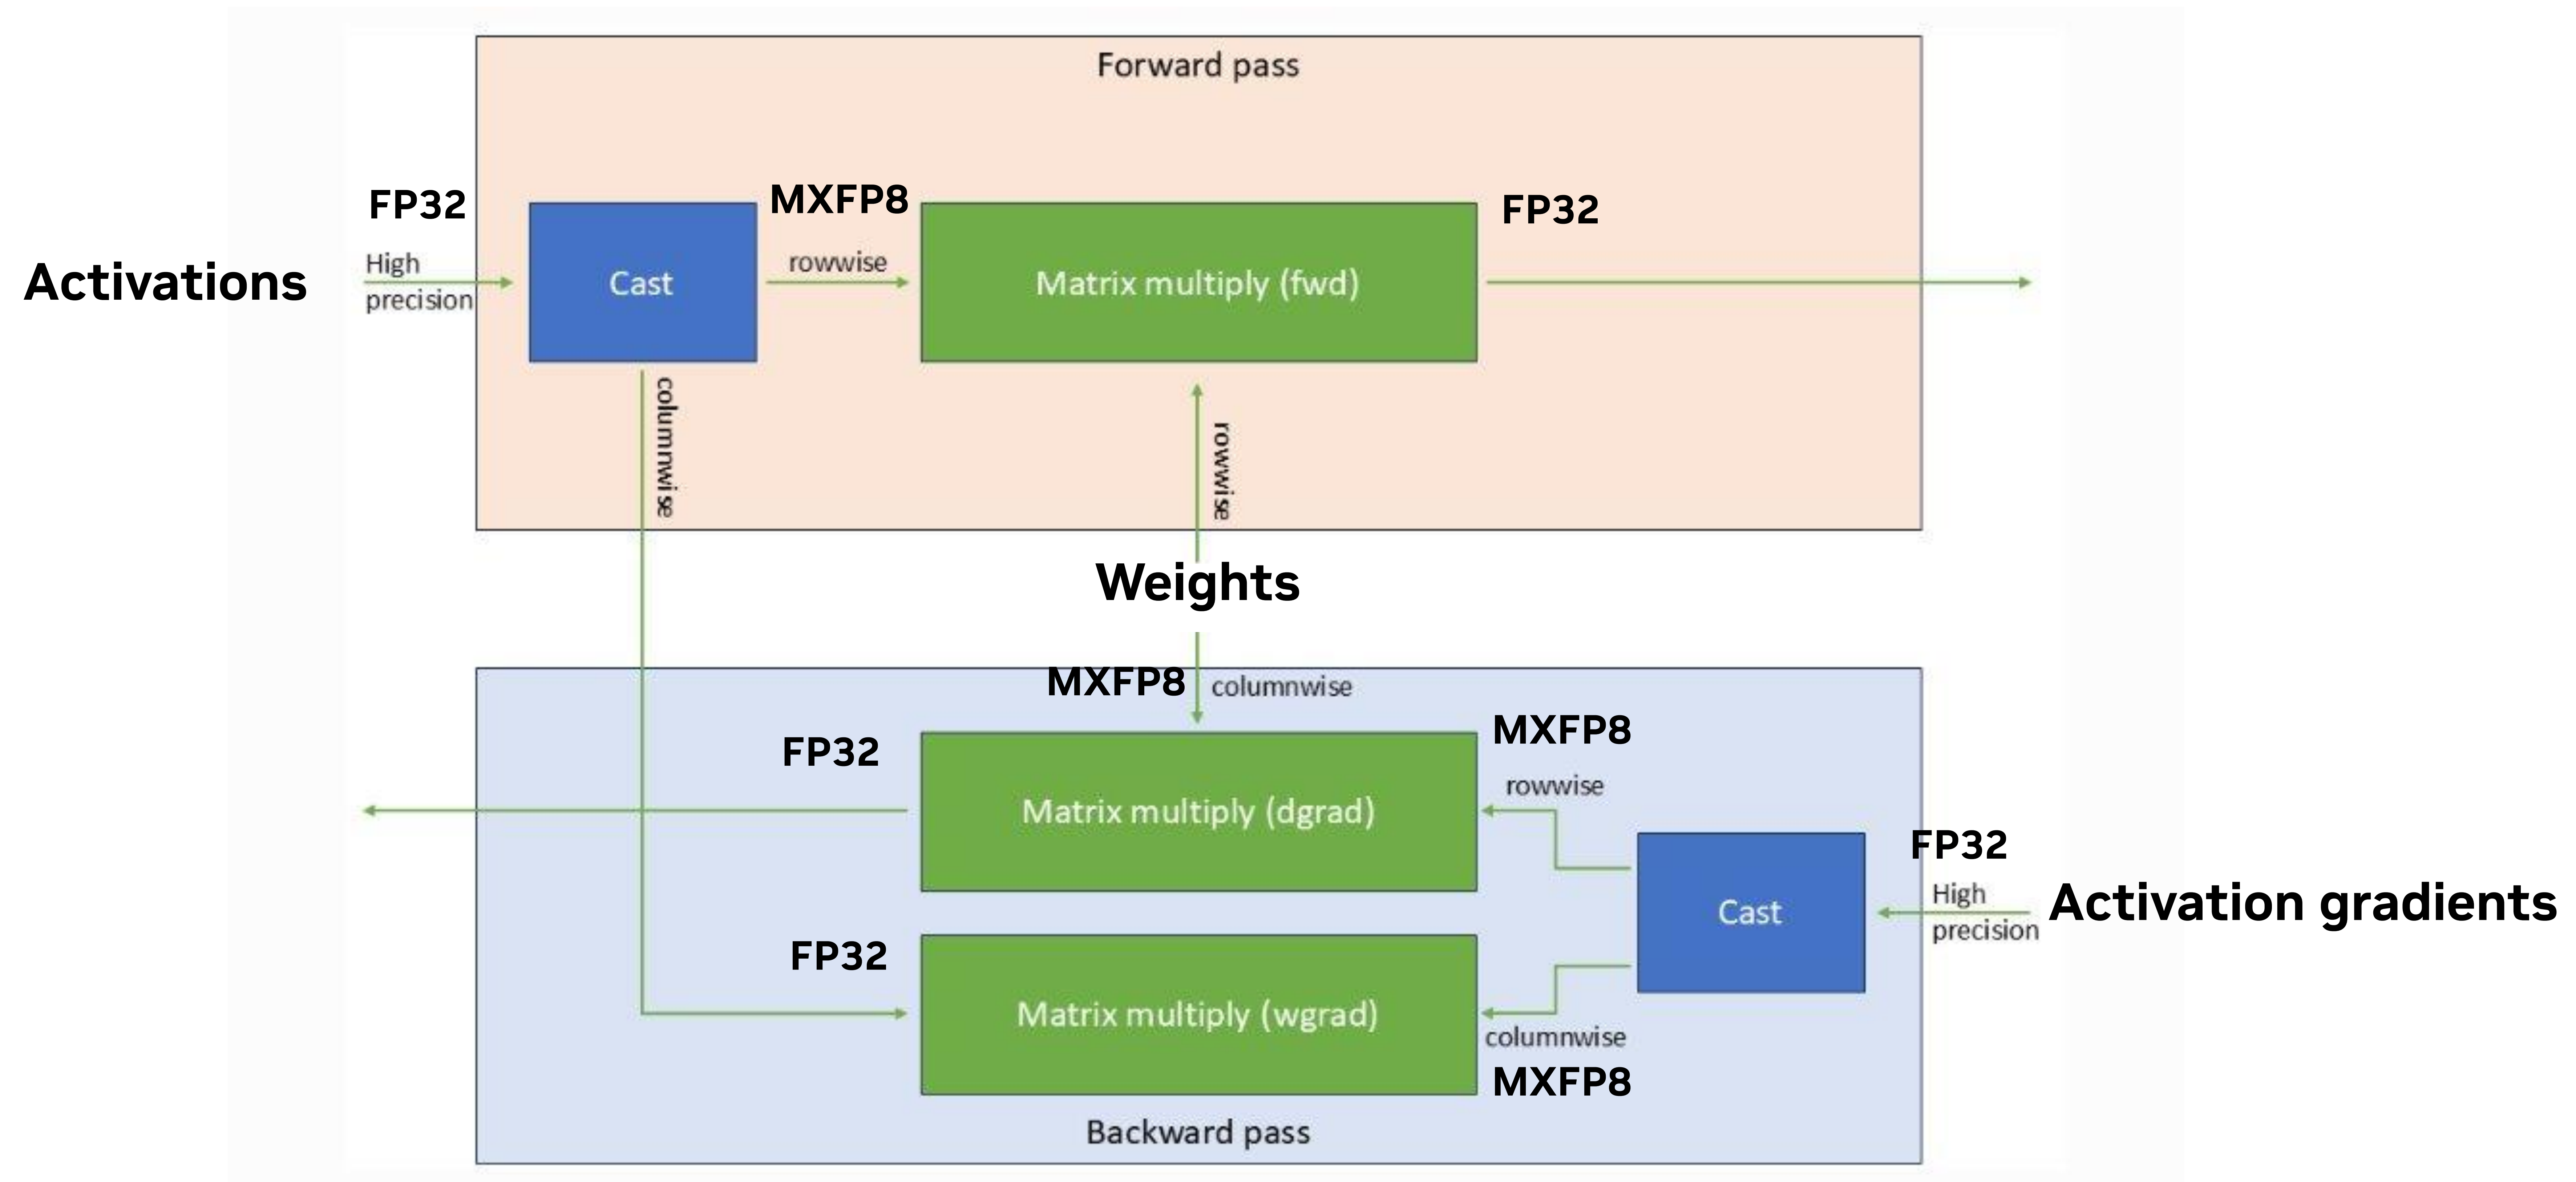 Forward pass
FP32
MXFP8
FP32
Activations
High
precision
Cast
rowwise
Matrix multiply (fwd)
columnwise
rowwise
Weights
MXFP8
columnwise
FP32
MXFP8
Matrix multiply (dgrad)
rowwise
FP32
High
precision
Cast
Activation gradients
FP32
Matrix multiply (wgrad)
columnwise
MXFP8
Backward pass